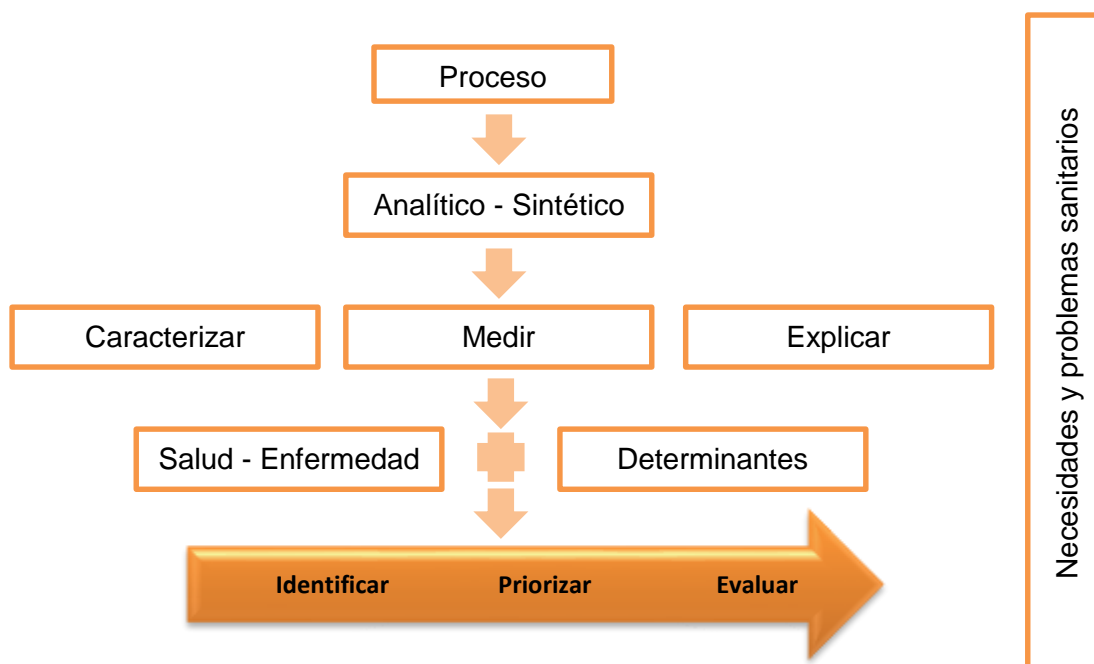 Proceso
Analítico - Sintético
Caracterizar
Medir
Explicar
Salud - Enfermedad
Determinantes
Identificar
Priorizar
Evaluar
Necesidades y problemas sanitarios